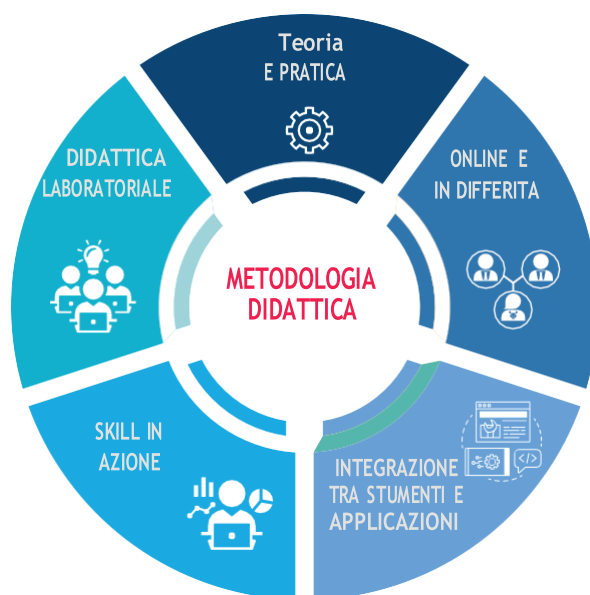 Teoria
E PRATICA
ONLINE E
IN DIFFERITA
DIDATTICA
LABORATORIALE
METODOLOGIA
DIDATTICA
SKILL IN
AZIONE
INTEGRAZIONE
TRA STUMENTI E
APPLICAZIONI